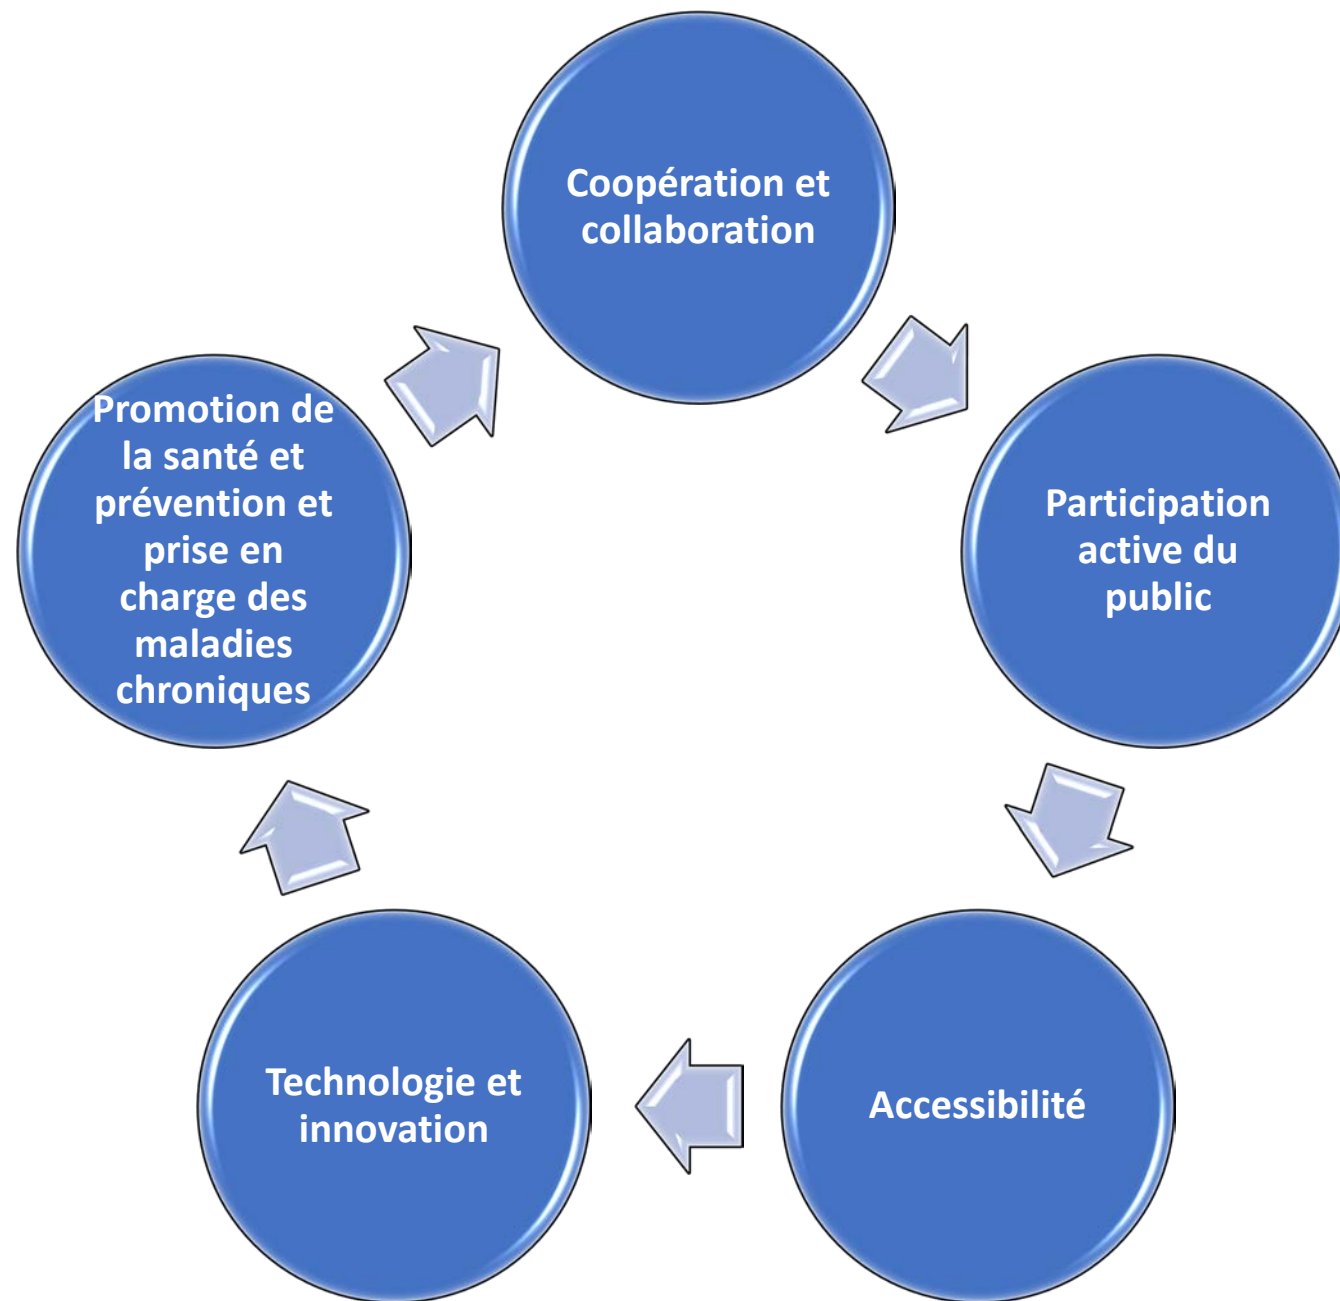 Coopération et
collaboration
Participation
active du
public
Accessibilité
Technologie et
innovation
Promotion de
la santé et
prévention et
prise en
charge des
maladies
chroniques